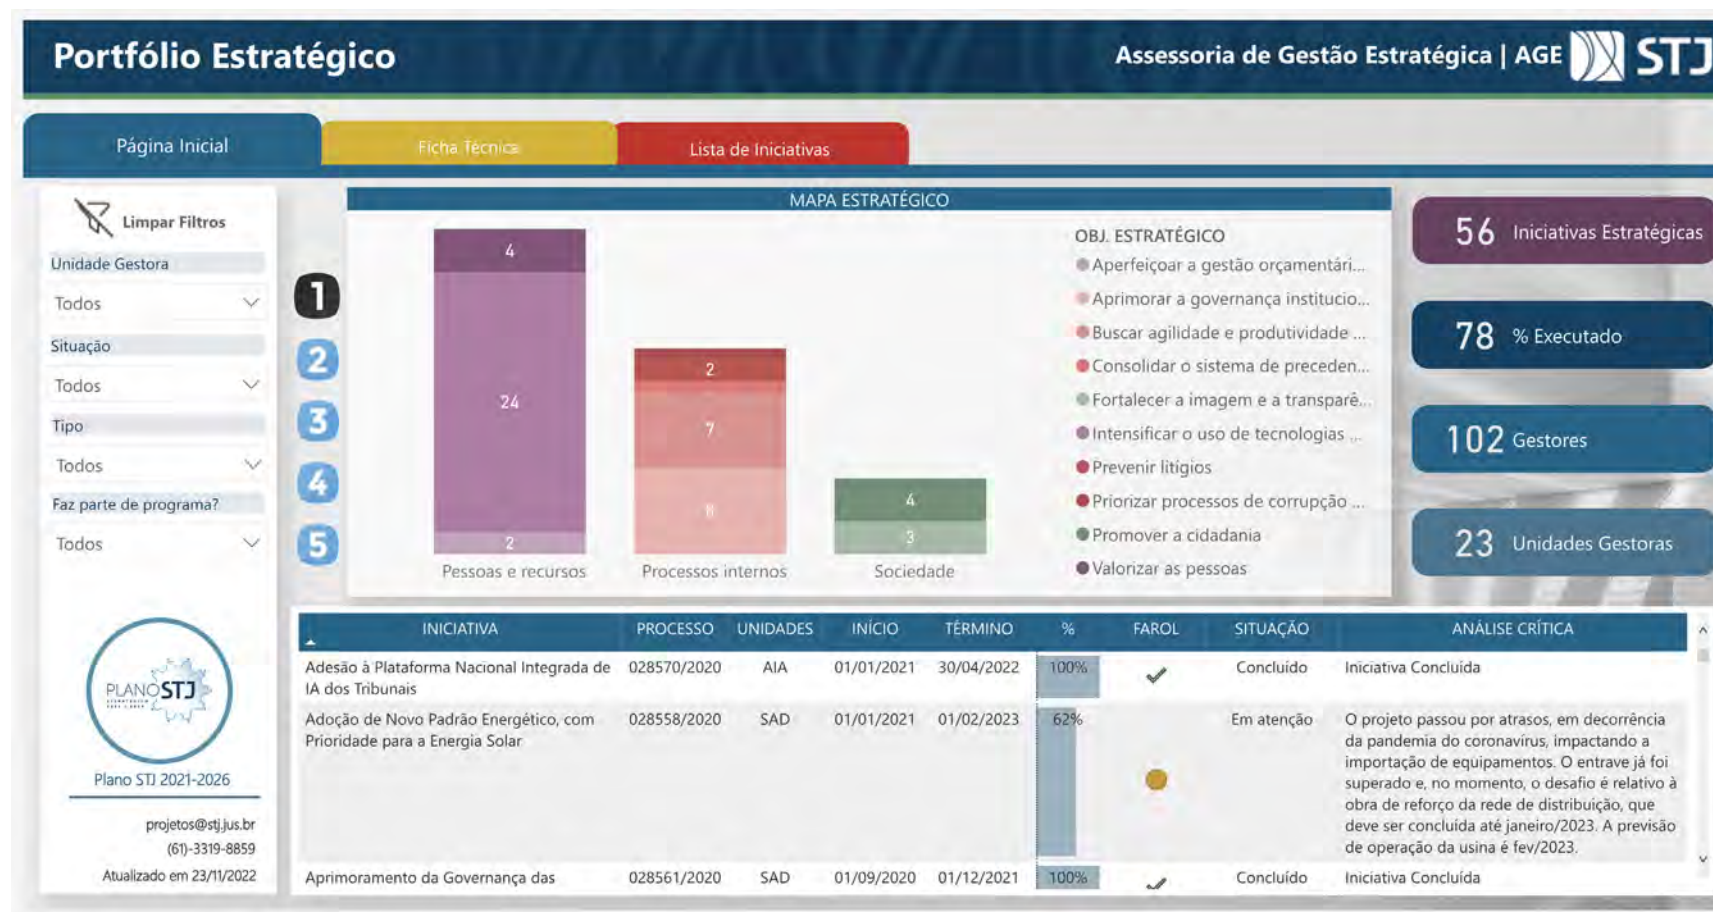 Portfólio Estratégico
Assessoria de Gestão Estratégica | AGE STJ
Página Inicial
Ficha Técnica
Lista de Iniciativas
Limpar Filtros
Unidade Gestora
Todos
Situação
Todos
Tipo
Todos
Faz parte de programa?
Todos
1
2
3
4
5
MAPA ESTRATÉGICO
4
24
2
2
7
8
4
3
Pessoas e recursos
Processos internos
Sociedade
OBJ. ESTRATÉGICO
Aperfeiçoar a gestão orçamentári...
Aprimorar a governança institucio...
Buscar agilidade e produtividade ...
Consolidar o sistema de preceden...
Fortalecer a imagem e a transparê...
Intensificar o uso de tecnologias ...
Prevenir litígios
Priorizar processos de corrupção ...
Promover a cidadania
Valorizar as pessoas
56 Iniciativas Estratégicas
78 % Executado
102 Gestores
23 Unidades Gestoras
PLANOSTJ
Plano STJ 2021-2026
projetos@stj.jus.br
(61)-3319-8859
Atualizado em 23/11/2022
INICIATIVA PROCESSO UNIDADES INÍCIO TÉRMINO % FAROL SITUAÇÃO ANÁLISE CRÍTICA
Adesão à Plataforma Nacional Integrada de 028570/2020 AIA 01/01/2021 30/04/2022 100% Concluído Iniciativa Concluída
IA dos Tribunais
Adoção de Novo Padrão Energético, com 028558/2020 SAD 01/01/2021 01/02/2023 62% Em atenção O projeto passou por atrasos, em decorrência
Prioridade para a Energia Solar da pandemia do coronavírus, impactando a
importação de equipamentos. O entrave já foi
superado e, no momento, o desafio é relativo à
obra de reforço da rede de distribuição, que
deve ser concluída até janeiro/2023. A previsão
de operação da usina é fev/2023.
Aprimoramento da Governança das 028561/2020 SAD 01/09/2020 01/12/2021 100% Concluído Iniciativa Concluída